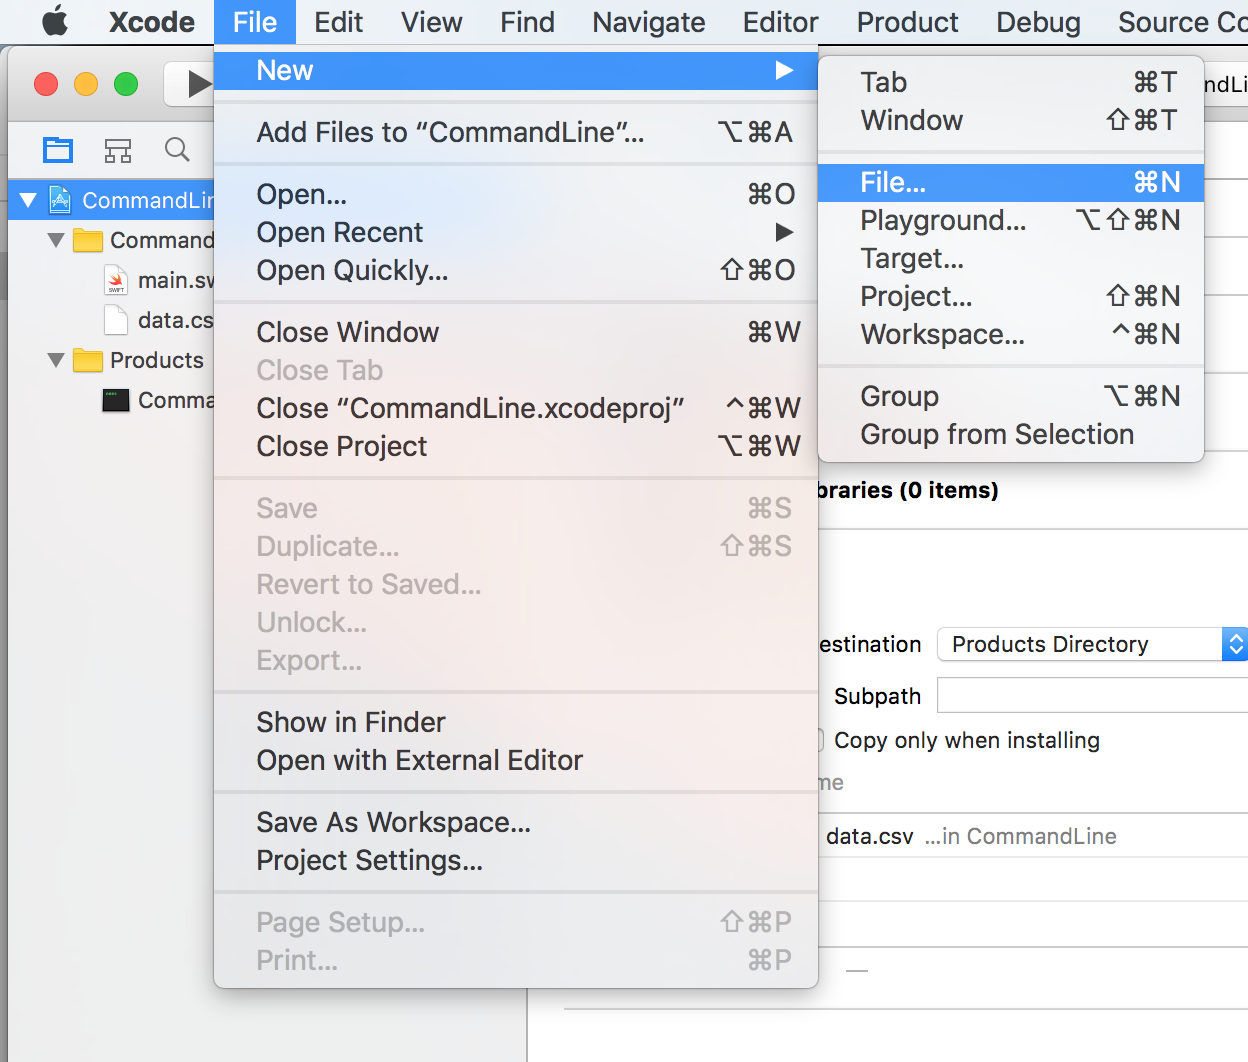 Xcode File Edit View Find Navigate Editor Product Debug Source Co
New
Add Files to “CommandLine”... ⌥⌘A
Open... ⌘O
Open Recent
Open Quickly... ⇧⌘O
Close Window ⌘W
Close Tab
Close “CommandLine.xcodeproj” ^⌘W
Close Project ⌥⌘W
Save ⌘S
Duplicate... ⇧⌘S
Revert to Saved...
Unlock...
Export...
Show in Finder
Open with External Editor
Save As Workspace...
Project Settings...
Page Setup... ⇧⌘P
Print... ⌘P
Tab ⌘T
Window ⇧⌘T
File... ⌘N
Playground... ⌥⇧⌘N
Target...
Project... ⇧⌘N
Workspace... ^⌘N
Group ⌥⌘N
Group from Selection
CommandLin
Command
main.sw
SWIFT
data.cs
Products
Comma
ndLi
braries (0 items)
estination Products Directory
Subpath
Copy only when installing
me
data.csv ...in CommandLine